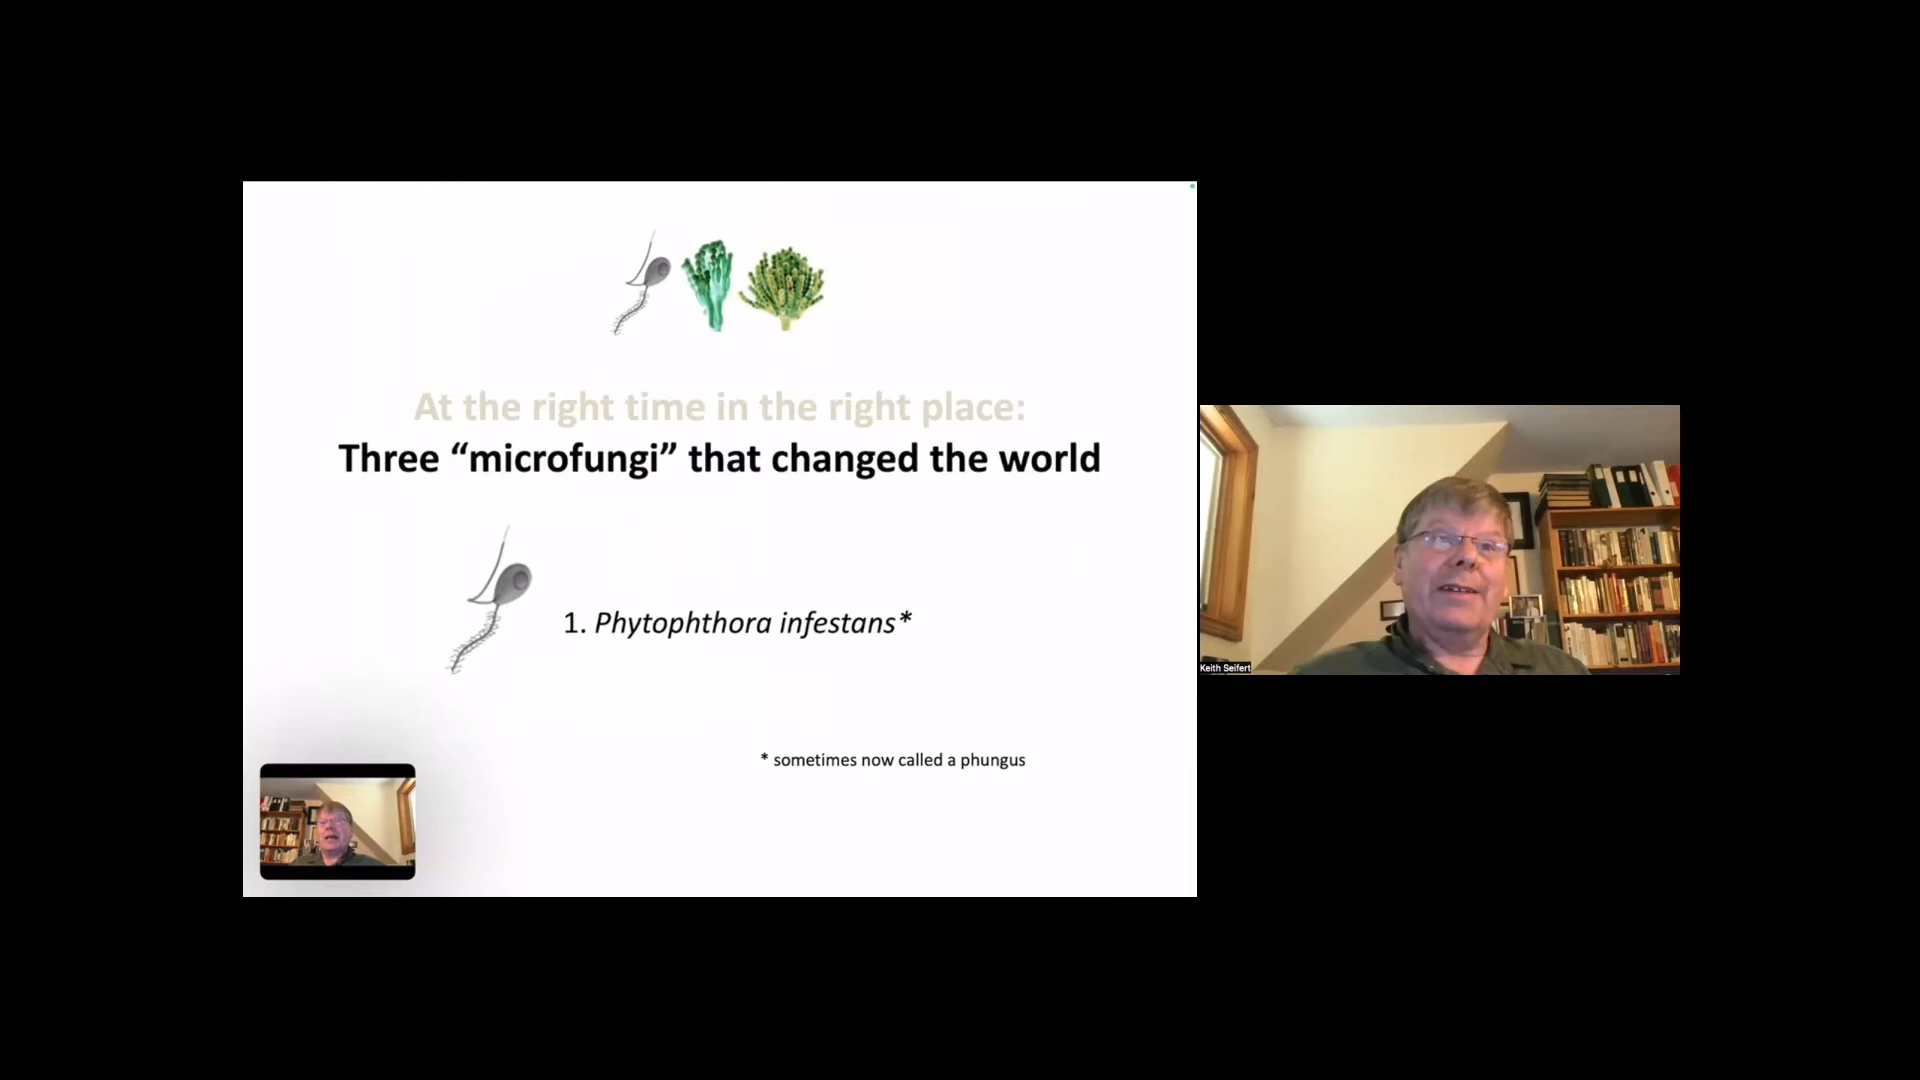 At the right time in the right place:
Three “microfungi” that changed the world
1. Phytophthora infestans*
* sometimes now called a phungus
Keith Seifert